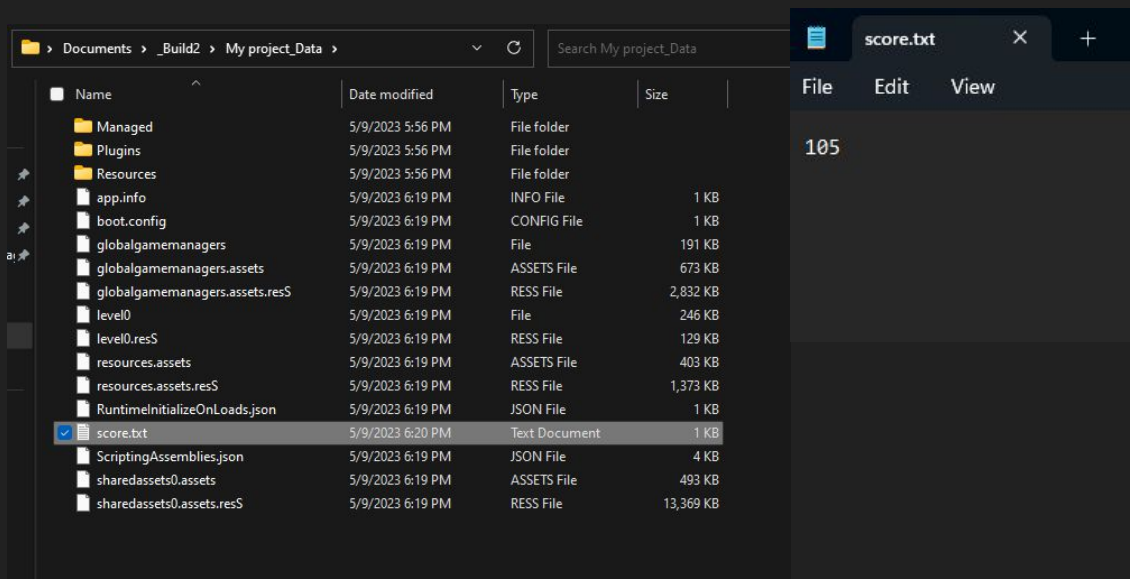 Documents > _Build2 > My project_Data >
Search My project_Data
Name Date modified Type Size
Managed 5/9/2023 5:56 PM File folder
Plugins 5/9/2023 5:56 PM File folder
Resources 5/9/2023 5:56 PM File folder
app.info 5/9/2023 6:19 PM INFO File 1 KB
boot.config 5/9/2023 6:19 PM CONFIG File 1 KB
globalgamemanagers 5/9/2023 6:19 PM File 191 KB
globalgamemanagers.assets 5/9/2023 6:19 PM ASSETS File 673 KB
globalgamemanagers.assets.resS 5/9/2023 6:19 PM RESS File 2,832 KB
level0 5/9/2023 6:19 PM File 246 KB
level0.resS 5/9/2023 6:19 PM RESS File 129 KB
resources.assets 5/9/2023 6:19 PM ASSETS File 403 KB
resources.assets.resS 5/9/2023 6:19 PM RESS File 1,373 KB
RuntimeInitializeOnLoads.json 5/9/2023 6:19 PM JSON File 1 KB
score.txt 5/9/2023 6:20 PM Text Document 1 KB
ScriptingAssemblies.json 5/9/2023 6:19 PM JSON File 4 KB
sharedassets0.assets 5/9/2023 6:19 PM ASSETS File 493 KB
sharedassets0.assets.resS 5/9/2023 6:19 PM RESS File 13,369 KB
score.txt
File Edit View
105